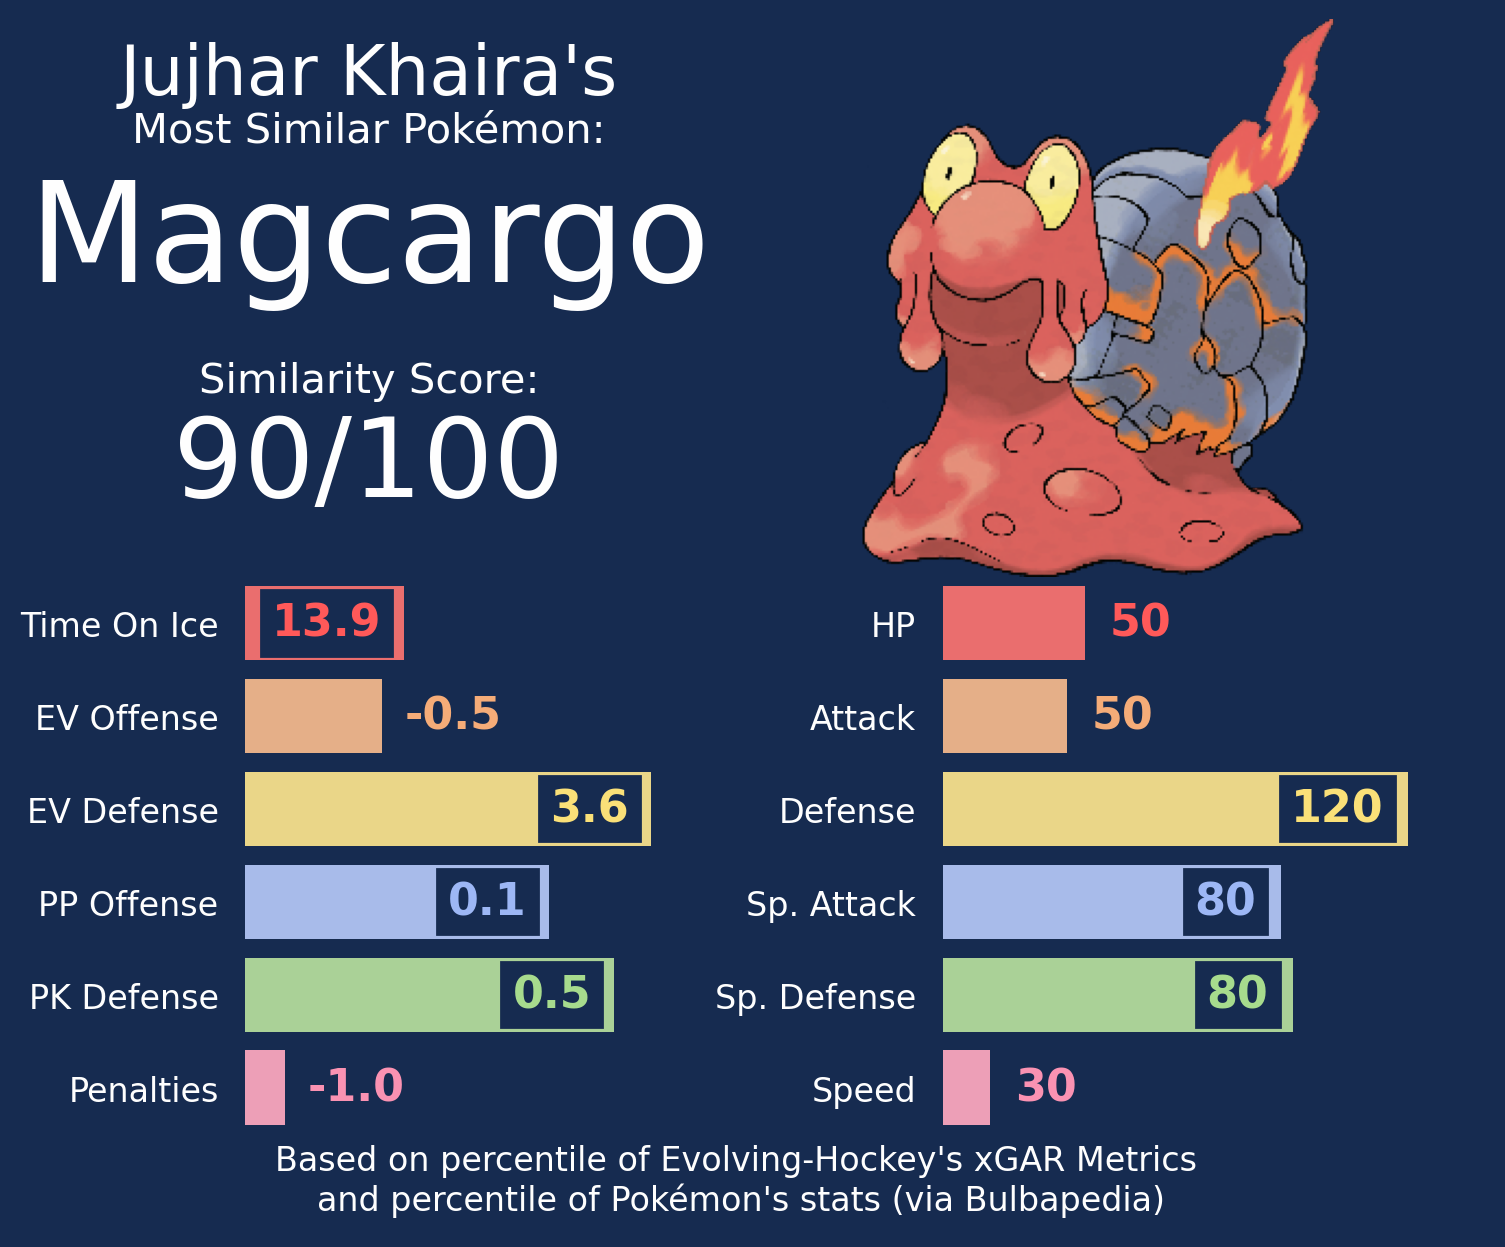 Jujhar Khaira's
Most Similar Pokémon:
Magcargo
Similarity Score:
90/100
Time On Ice 13.9
EV Offense -0.5
EV Defense 3.6
PP Offense 0.1
PK Defense 0.5
Penalties -1.0
HP 50
Attack 50
Defense 120
Sp. Attack 80
Sp. Defense 80
Speed 30
Based on percentile of Evolving-Hockey's xGAR Metrics
and percentile of Pokémon's stats (via Bulbapedia)